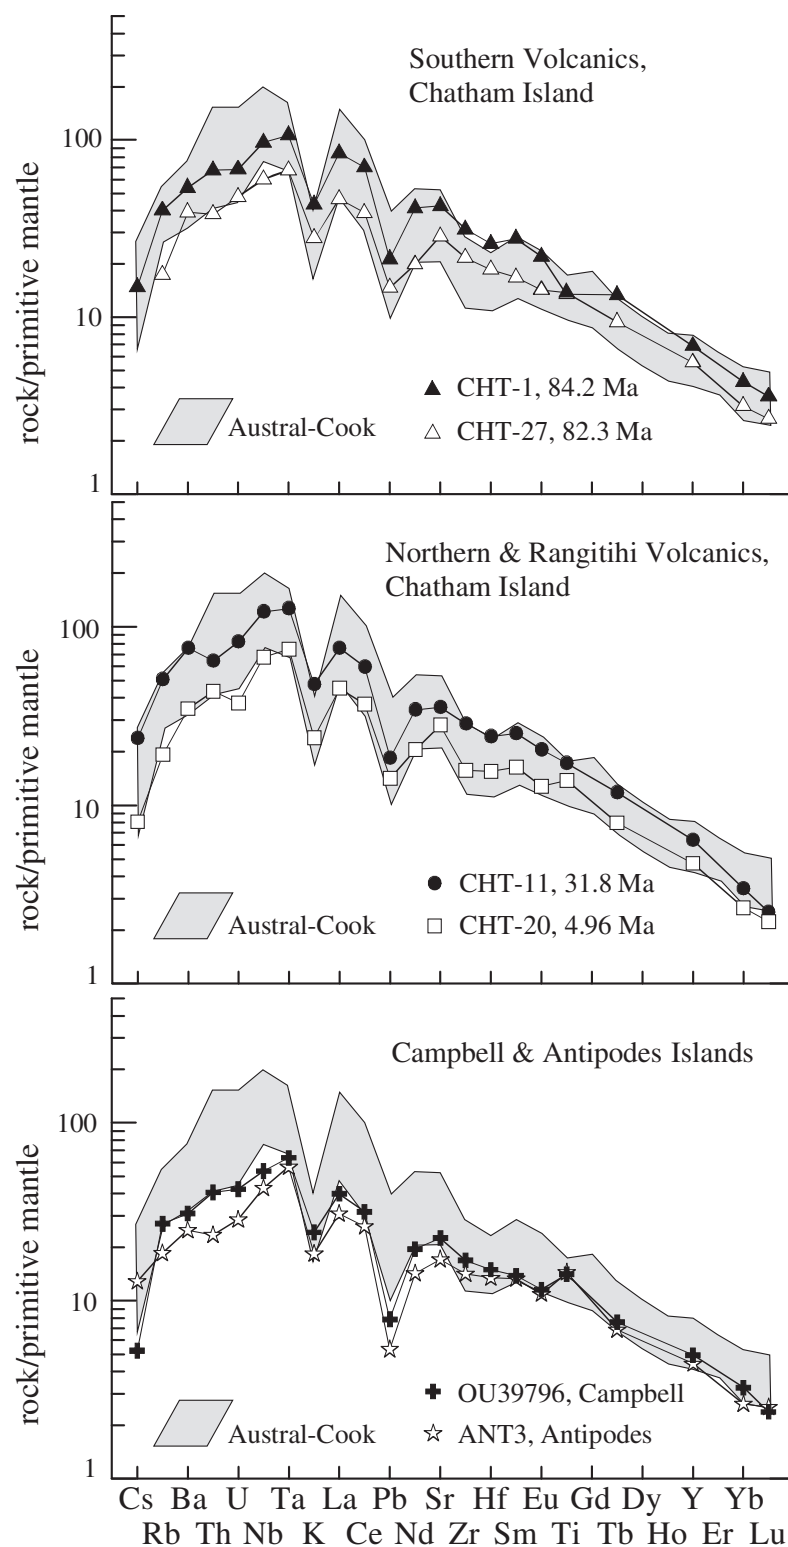 Southern Volcanics,
Chatham Island
100
10
1
rock/primitive mantle
CHT-1, 84.2 Ma
CHT-27, 82.3 Ma
Austral-Cook
Northern & Rangitihi Volcanics,
Chatham Island
100
10
1
rock/primitive mantle
CHT-11, 31.8 Ma
CHT-20, 4.96 Ma
Austral-Cook
Campbell & Antipodes Islands
100
10
1
rock/primitive mantle
OU39796, Campbell
ANT3, Antipodes
Austral-Cook
Cs Ba U Ta La Pb Sr Hf Eu Gd Dy Y Yb
Rb Th Nb K Ce Nd Zr Sm Ti Tb Ho Er Lu